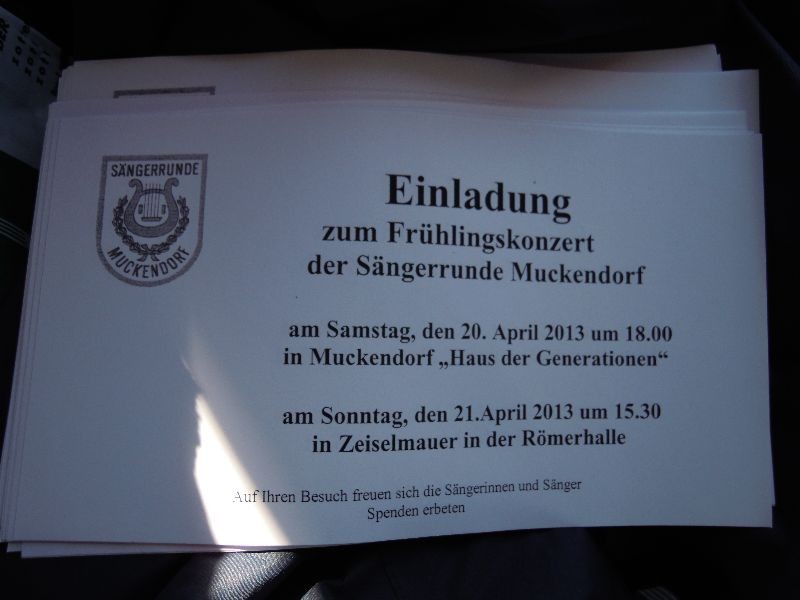 SÄNGERRUNDE
MUCKENDORF
Einladung
zum Frühlingskonzert
der Sängerrunde Muckendorf
am Samstag, den 20. April 2013 um 18.00
in Muckendorf „Haus der Generationen“
am Sonntag, den 21.April 2013 um 15.30
in Zeiselmauer in der Römerhalle
Auf Ihren Besuch freuen sich die Sängerinnen und Sänger
Spenden erbeten